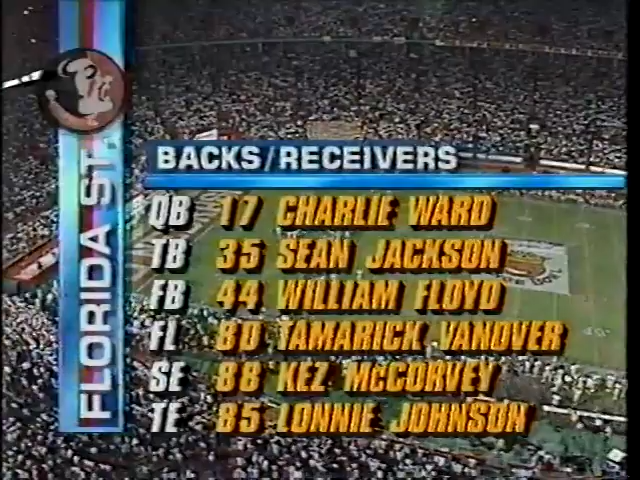 FLORIDA ST.
BACKS/RECEIVERS
QB 17 CHARLIE WARD
TB 35 SEAN JACKSON
FB 44 WILLIAM FLOYD
FL 80 TAMARICK VANOVER
SE 88 KEZ McCORVEY
TE 85 LONNIE JOHNSON